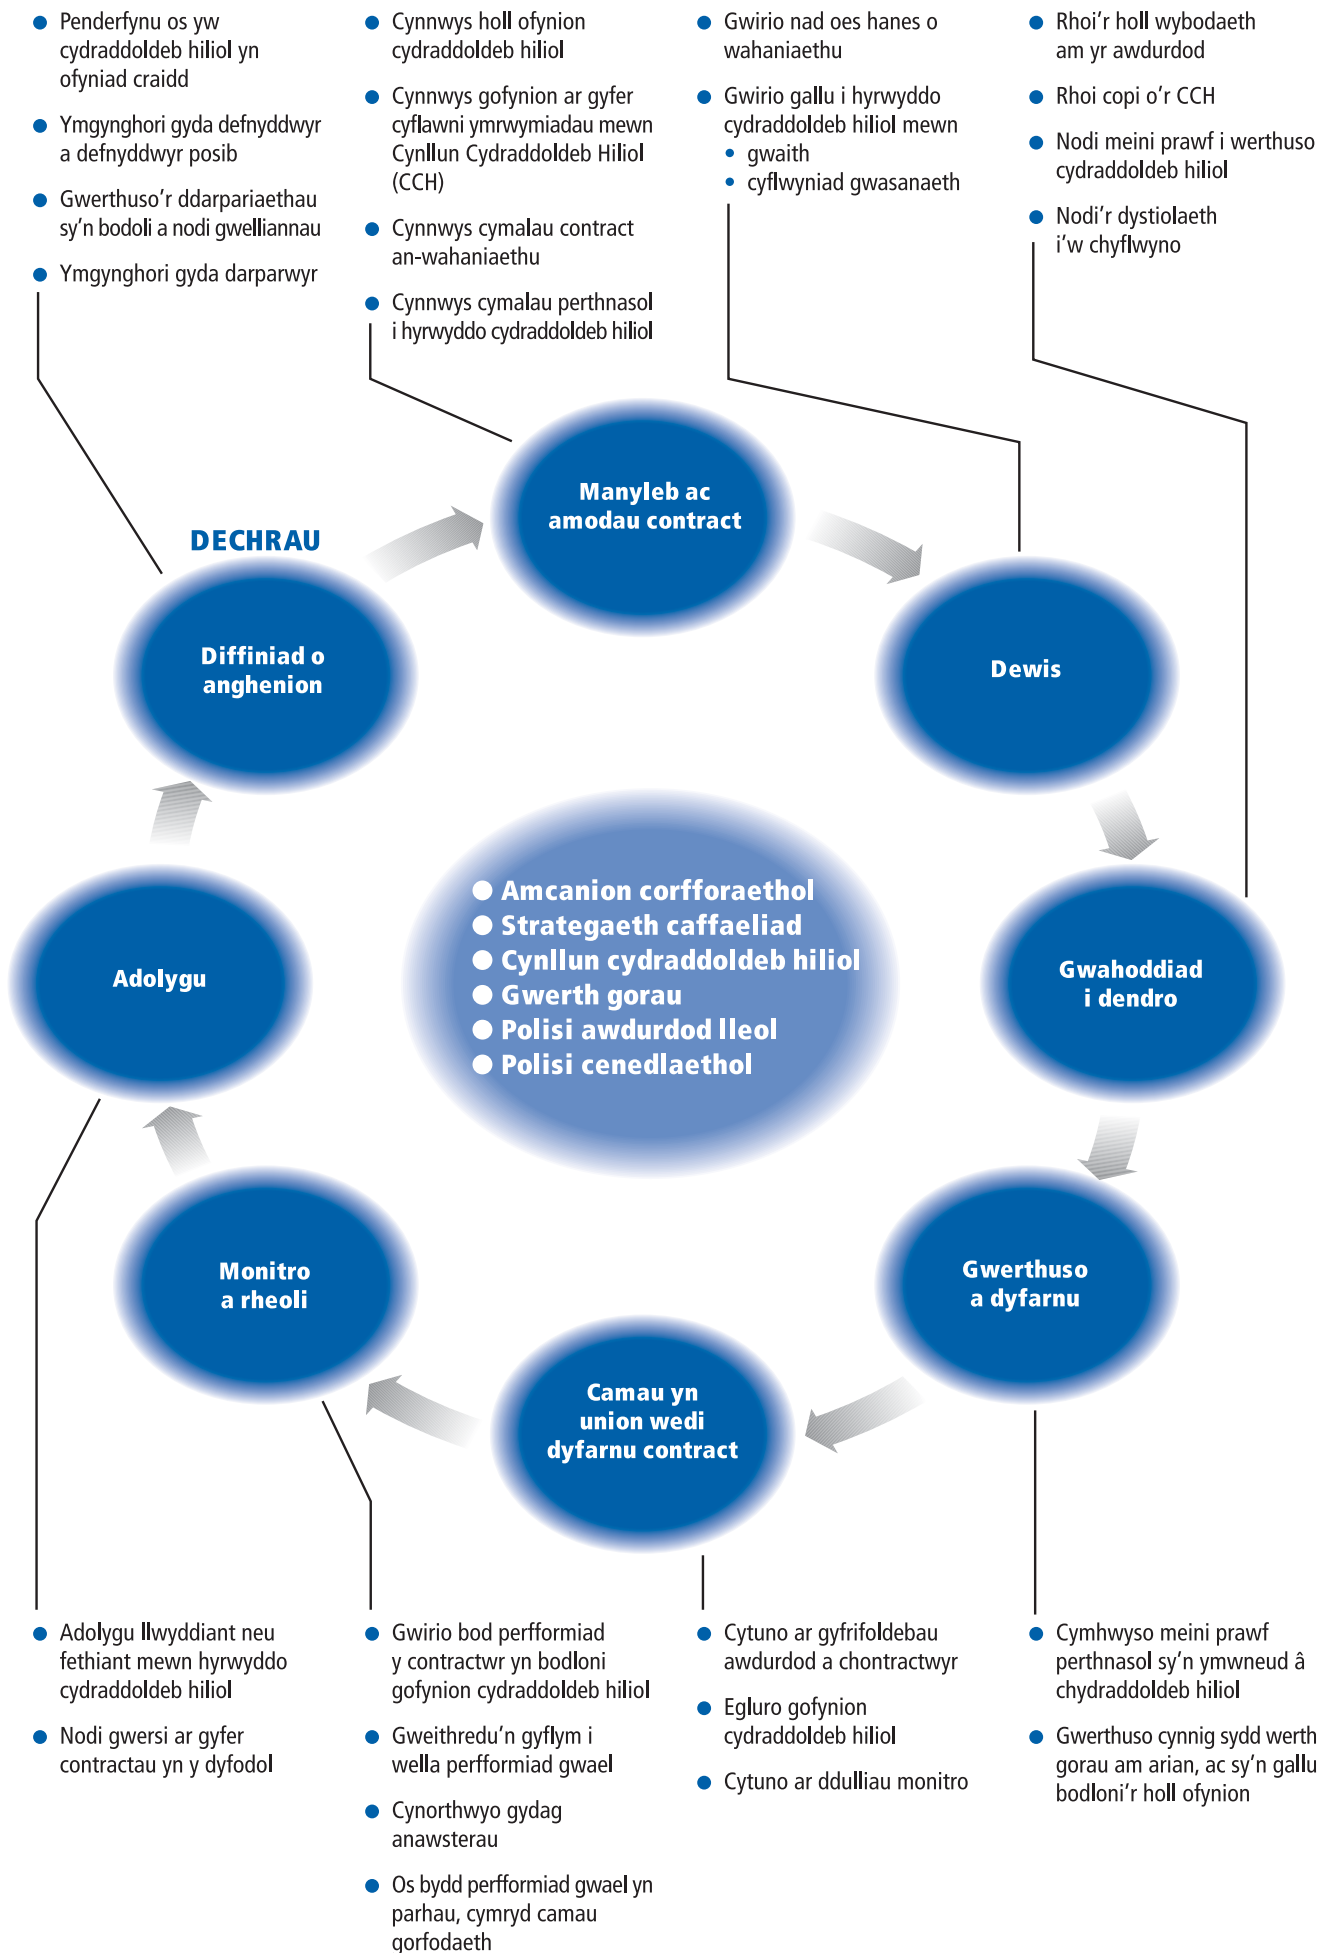 Penderfynu os yw
cydraddoldeb hiliol yn
ofyniad craidd
Ymgynghori gyda defnyddwyr
a defnyddwyr posib
Gwerthuso'r ddarpariaethau
sy'n bodoli a nodi gwelliannau
Ymgynghori gyda darparwyr
Cynnwys holl ofynion
cydraddoldeb hiliol
Cynnwys gofynion ar gyfer
cyflawni ymrwymiadau mewn
Cynllun Cydraddoldeb Hiliol
(CCH)
Cynnwys cymalau contract
an-wahaniaethu
Cynnwys cymalau perthnasol
i hyrwyddo cydraddoldeb hiliol
Gwirio nad oes hanes o
wahaniaethu
Gwirio gallu i hyrwyddo
cydraddoldeb hiliol mewn
gwaith
cyflwyniad gwasanaeth
Rhoi'r holl wybodaeth
am yr awdurdod
Rhoi copi o'r CCH
Nodi meini prawf i werthuso
cydraddoldeb hiliol
Nodi'r dystiolaeth
i'w chyflwyno
DECHRAU
Diffiniad o
anghenion
Manyleb ac
amodau contract
Dewis
Gwahoddiad
i dendro
Gwerthuso
a dyfarnu
Camau yn
union wedi
dyfarnu contract
Monitro
a rheoli
Adolygu
Amcanion corfforaethol
Strategaeth caffaeliad
Cynllun cydraddoldeb hiliol
Gwerth gorau
Polisi awdurdod lleol
Polisi cenedlaethol
Adolygu llwyddiant neu
fethiant mewn hyrwyddo
cydraddoldeb hiliol
Nodi gwersi ar gyfer
contractau yn y dyfodol
Gwirio bod perfformiad
y contractwr yn bodloni
gofynion cydraddoldeb hiliol
Gweithredu'n gyflym i
wella perfformiad gwael
Cynorthwyo gydag
anawsterau
Os bydd perfformiad gwael yn
parhau, cymryd camau
gorfodaeth
Cytuno ar gyfrifoldebau
awdurdod a chontractwyr
Egluro gofynion
cydraddoldeb hiliol
Cytuno ar ddulliau monitro
Cymhwyso meini prawf
perthnasol sy'n ymwneud â
chydraddoldeb hiliol
Gwerthuso cynnig sydd werth
gorau am arian, ac sy'n gallu
bodloni'r holl ofynion